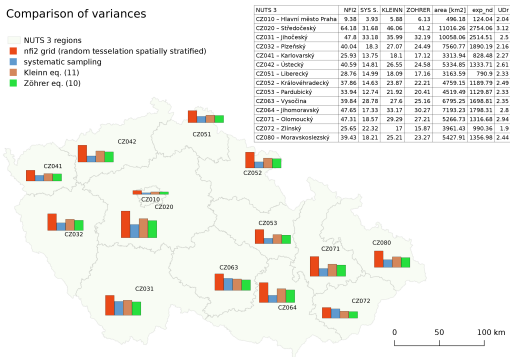 Comparison of variances
NUTS 3 regions
nfi2 grid (random tesselation spatially stratified)
systematic sampling
Kleinn eq. (11)
Zöhrer eq. (10)
NUTS 3 NFI2 SYS S. KLEINN ZOHRER area [km2] exp_nd UDr
CZ010 – Hlavní město Praha 9.38 3.93 5.88 6.13 496.18 124.04 2.04
CZ020 – Středočeský 64.18 31.68 46.06 41.2 11016.26 2754.06 3.12
CZ031 – Jihočeský 47.8 33.18 35.99 32.19 10058.06 2514.51 2.5
CZ032 – Plzeňský 40.04 18.3 27.07 24.49 7560.77 1890.19 2.16
CZ041 – Karlovarský 25.93 13.75 18.1 17.12 3313.94 828.48 2.27
CZ042 – Ústecký 40.59 14.81 26.55 24.58 5334.85 1333.71 2.61
CZ051 – Liberecký 28.76 14.99 18.09 17.16 3163.59 790.9 2.33
CZ052 – Královéhradecký 37.86 14.63 23.87 22.21 4759.15 1189.79 2.49
CZ053 – Pardubický 33.94 12.74 21.92 20.41 4519.49 1129.87 2.33
CZ063 – Vysočina 39.84 28.78 27.6 25.16 6795.25 1698.81 2.35
CZ064 – Jihomoravský 47.65 17.33 33.17 30.27 7193.23 1798.31 2.8
CZ071 – Olomoucký 47.31 18.57 29.29 27.21 5266.73 1316.68 2.94
CZ072 – Zlínský 25.65 22.32 17 15.87 3961.43 990.36 1.9
CZ080 – Moravskoslezský 39.43 18.21 25.21 23.27 5427.91 1356.98 2.44
CZ051
CZ042
CZ041
CZ052
CZ010
CZ020
CZ032
CZ053
CZ080
CZ071
CZ063
CZ031
CZ072
CZ064
0 50 100 km